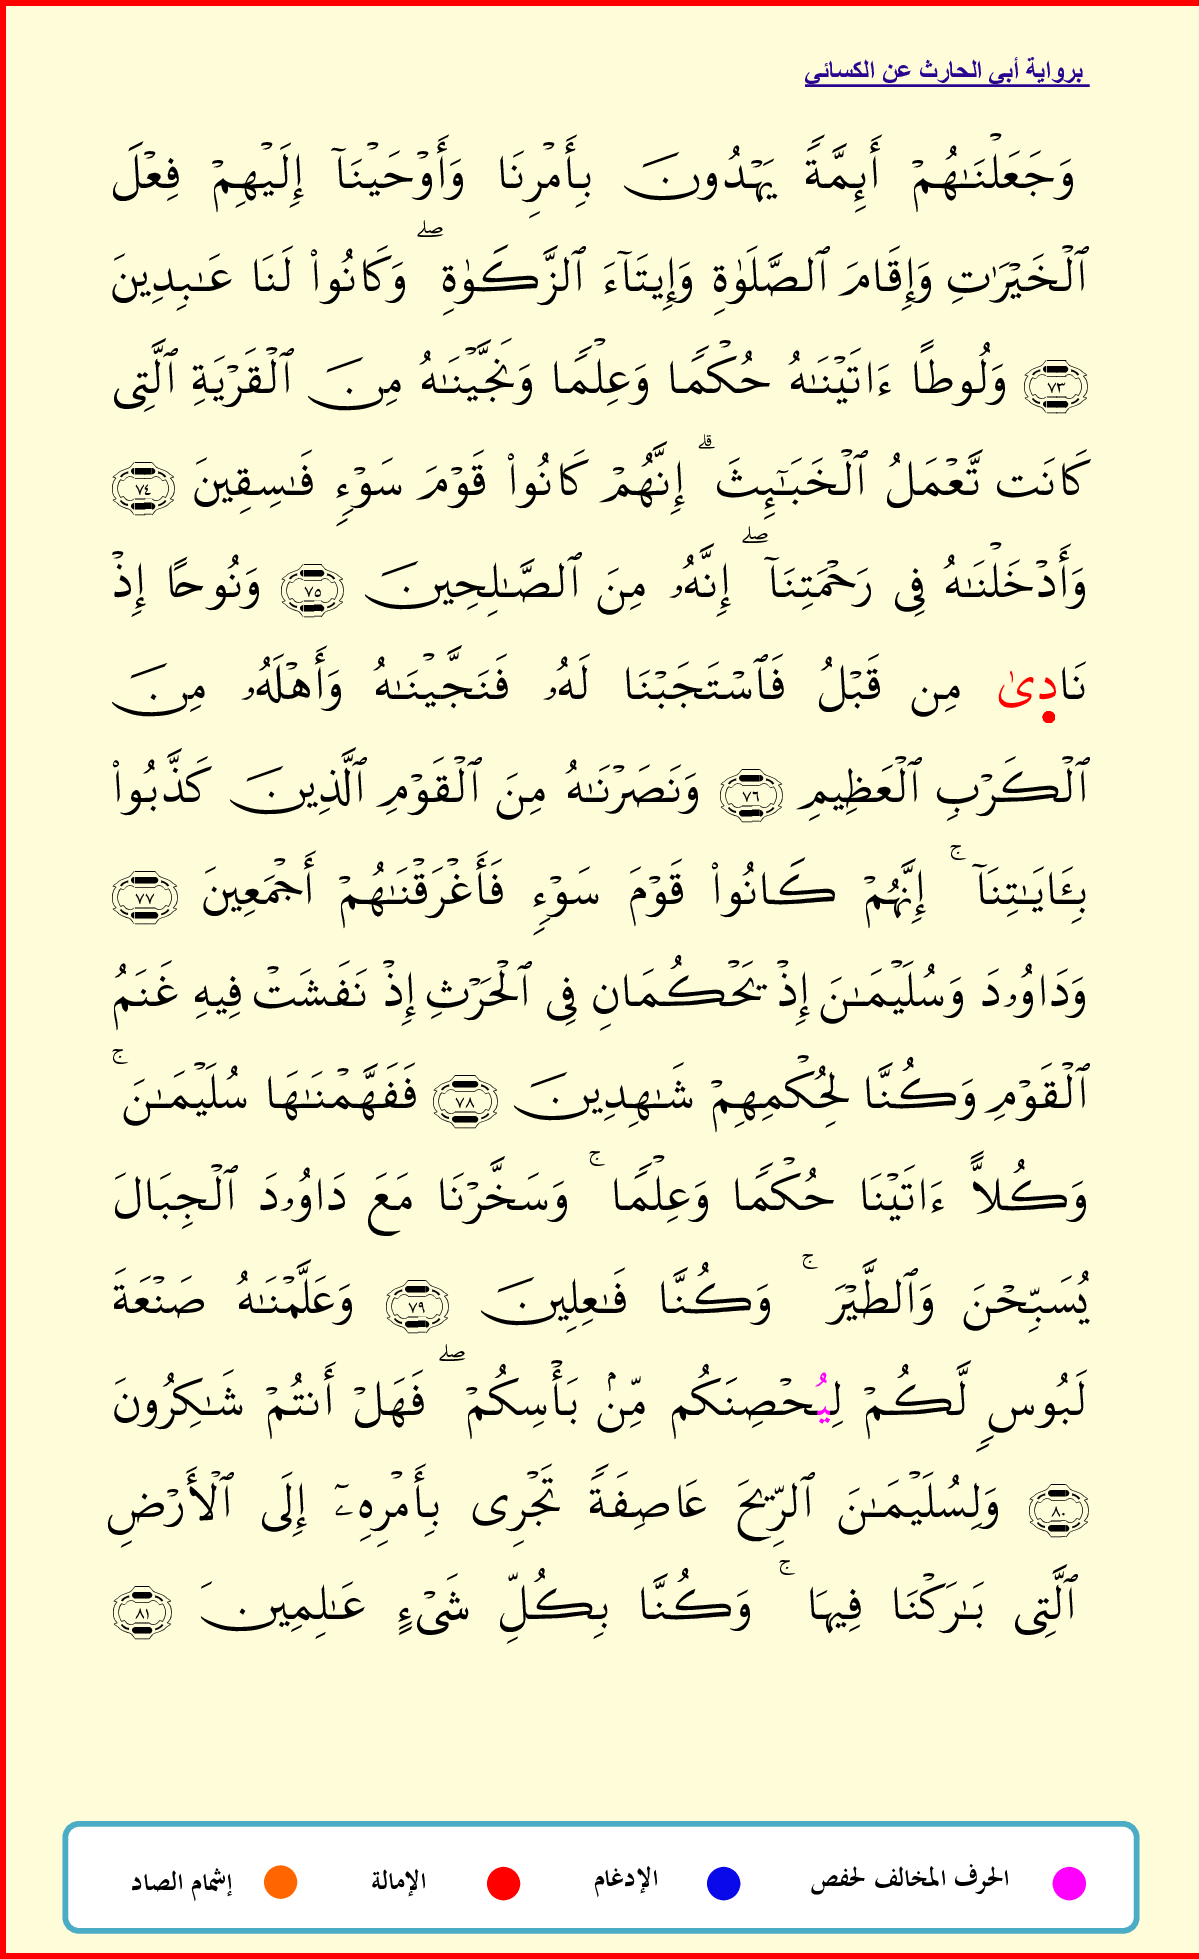 برواية أبي الحارث عن الكسائي
وَجَعَلْنَـٰهُمْ أَئِمَّةً يَهْدُونَ بِأَمْرِنَا وَأَوْحَيْنَآ إِلَيْهِمْ فِعْلَ
ٱلْخَيْرَٰتِ وَإِقَامَ ٱلصَّلَوٰةِ وَإِيتَآءَ ٱلزَّكَوٰةِ ۖ وَكَانُوا۟ لَنَا عَـٰبِدِينَ
٧٣ وَلُوطًا ءَاتَيْنَـٰهُ حُكْمًا وَعِلْمًا وَنَجَّيْنَـٰهُ مِنَ ٱلْقَرْيَةِ ٱلَّتِى
كَانَت تَّعْمَلُ ٱلْخَبَـٰٓئِثَ ۗ إِنَّهُمْ كَانُوا۟ قَوْمَ سَوْءٍ فَـٰسِقِينَ ٧٤
وَأَدْخَلْنَـٰهُ فِى رَحْمَتِنَآ ۖ إِنَّهُۥ مِنَ ٱلصَّـٰلِحِينَ ٧٥ وَنُوحًا إِذْ
نَادِىٰ مِن قَبْلُ فَٱسْتَجَبْنَا لَهُۥ فَنَجَّيْنَـٰهُ وَأَهْلَهُۥ مِنَ
ٱلْكَرْبِ ٱلْعَظِيمِ ٧٦ وَنَصَرْنَـٰهُ مِنَ ٱلْقَوْمِ ٱلَّذِينَ كَذَّبُوا۟
بِـَٔايَـٰتِنَآ ۚ إِنَّهُمْ كَانُوا۟ قَوْمَ سَوْءٍ فَأَغْرَقْنَـٰهُمْ أَجْمَعِينَ ٧٧
وَدَاوُۥدَ وَسُلَيْمَـٰنَ إِذْ يَحْكُمَانِ فِى ٱلْحَرْثِ إِذْ نَفَشَتْ فِيهِ غَنَمُ
ٱلْقَوْمِ وَكُنَّا لِحُكْمِهِمْ شَـٰهِدِينَ ٧٨ فَفَهَّمْنَـٰهَا سُلَيْمَـٰنَ ۚ
وَكُلًّا ءَاتَيْنَا حُكْمًا وَعِلْمًا ۚ وَسَخَّرْنَا مَعَ دَاوُۥدَ ٱلْجِبَالَ
يُسَبِّحْنَ وَٱلطَّيْرَ ۚ وَكُنَّا فَـٰعِلِينَ ٧٩ وَعَلَّمْنَـٰهُ صَنْعَةَ
لَبُوسٍ لَّكُمْ لِيُحْصِنَكُم مِّنۢ بَأْسِكُمْ ۖ فَهَلْ أَنتُمْ شَـٰكِرُونَ
٨٠ وَلِسُلَيْمَـٰنَ ٱلرِّيحَ عَاصِفَةً تَجْرِى بِأَمْرِهِۦٓ إِلَى ٱلْأَرْضِ
ٱلَّتِى بَـٰرَكْنَا فِيهَا ۚ وَكُنَّا بِكُلِّ شَىْءٍ عَـٰلِمِينَ ٨١
الحرف المخالف لحفص الإدغام الإمالة إشمام الصاد